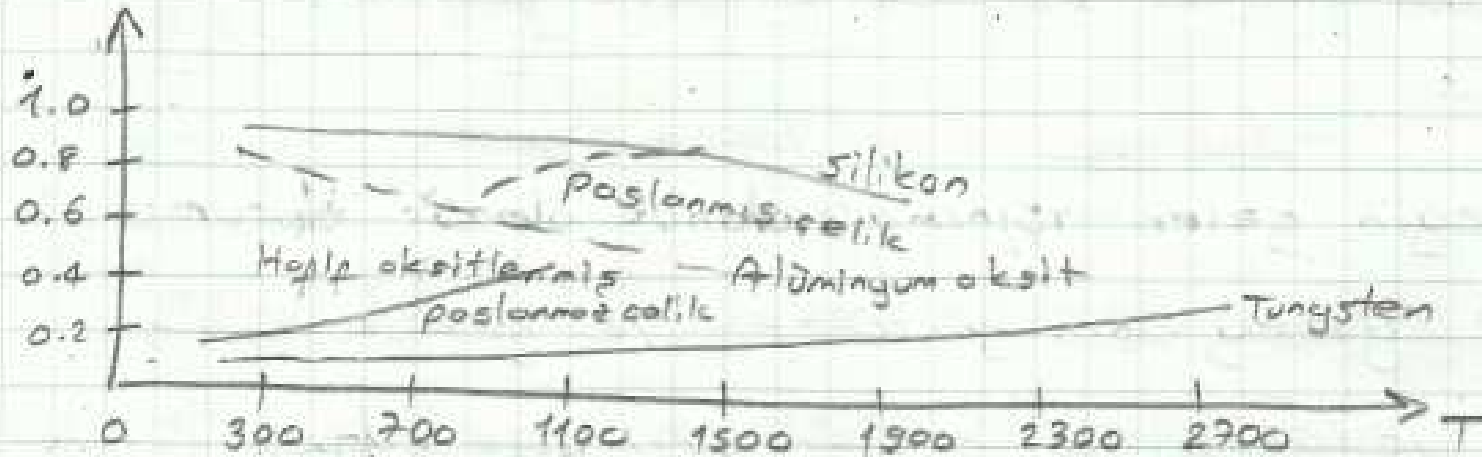 1.0
0.8
silikon
Paslanmış çelik
0.6
Hafif oksitlenmiş
paslanmaz çelik
0.4
Alüminyum oksit
0.2
Tungsten
0 300 700 1100 1500 1900 2300 2700 T